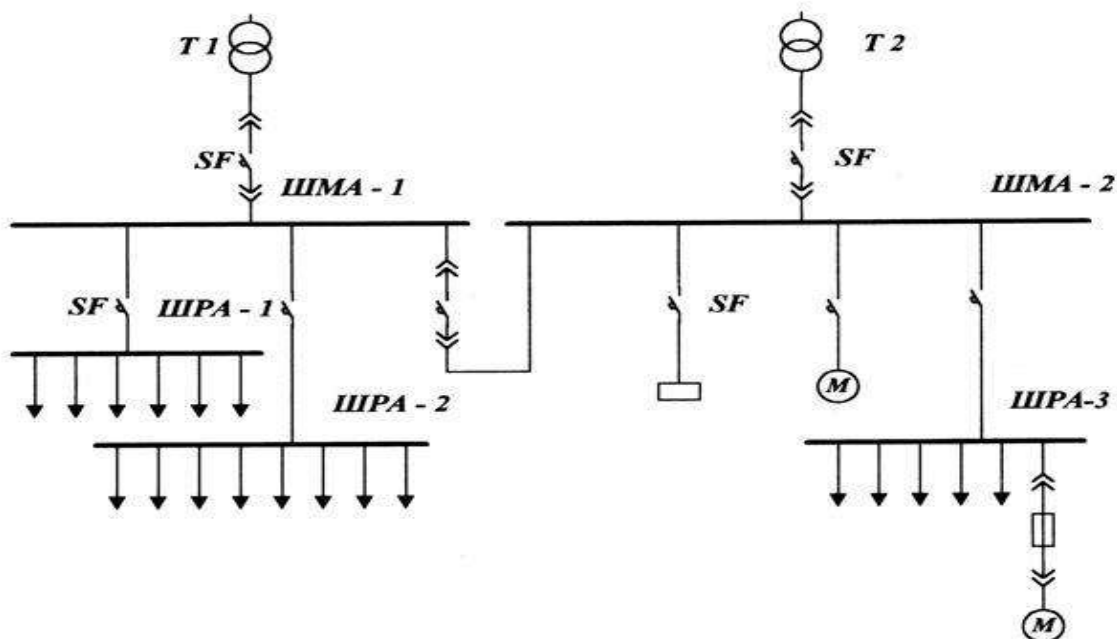 T 1
T 2
SF
SF
ШМА - 1
ШМА - 2
SF
ШРА - 1
SF
M
ШРА - 2
ШРА-3
M